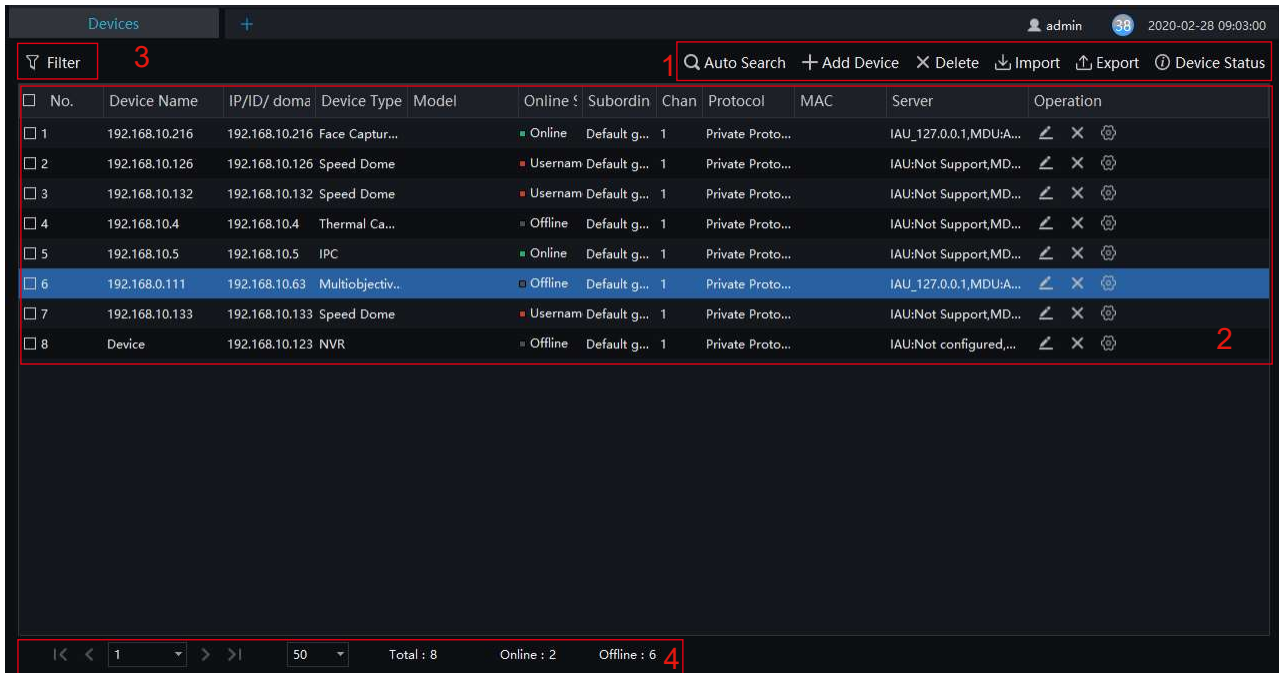 Devices + admin 38 2020-02-28 09:03:00
Filter 3 1 Auto Search Add Device Delete Import Export Device Status
No. Device Name IP/ID/ doma Device Type Model Online S Subordin Chan Protocol MAC Server Operation
1 192.168.10.216 192.168.10.216 Face Captur... Online Default g... 1 Private Proto... IAU_127.0.0.1,MDU:A...
2 192.168.10.126 192.168.10.126 Speed Dome Usernam Default g... 1 Private Proto... IAU:Not Support,MD...
3 192.168.10.132 192.168.10.132 Speed Dome Usernam Default g... 1 Private Proto... IAU:Not Support,MD...
4 192.168.10.4 192.168.10.4 Thermal Ca... Offline Default g... 1 Private Proto... IAU:Not Support,MD...
5 192.168.10.5 192.168.10.5 IPC Online Default g... 1 Private Proto... IAU:Not Support,MD...
6 192.168.0.111 192.168.10.63 Multiobjectiv... Offline Default g... 1 Private Proto... IAU_127.0.0.1,MDU:A...
7 192.168.10.133 192.168.10.133 Speed Dome Usernam Default g... 1 Private Proto... IAU:Not Support,MD...
8 Device 192.168.10.123 NVR Offline Default g... 1 Private Proto... IAU:Not configured,... 2
1 50 Total : 8 Online : 2 Offline : 6 4